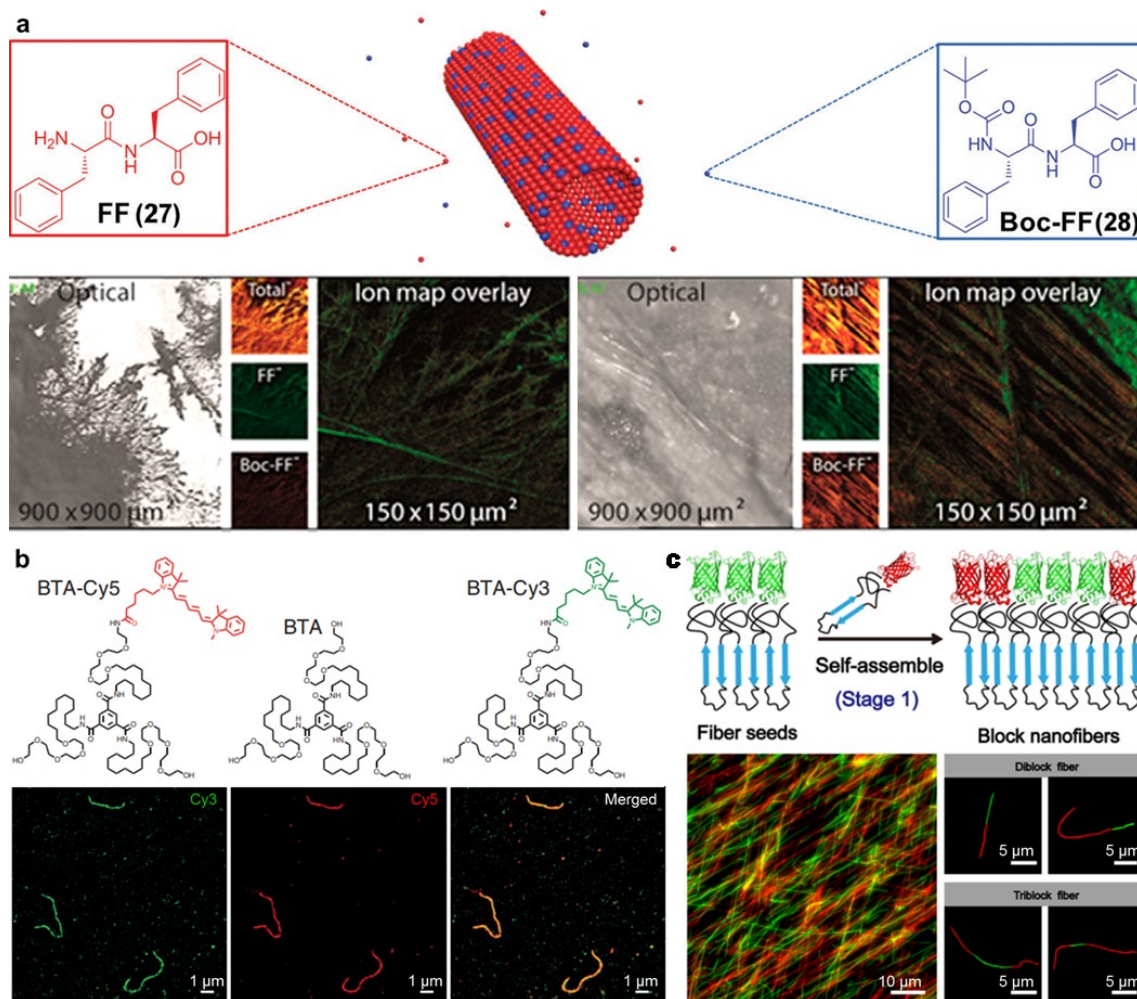 a
H₂N
O
N
H
O
OH
FF (27)
O
O
N
H
O
H
N
O
OH
Boc-FF (28)
Optical
900 x 900 µm²
Total⁻
FF⁻
Boc-FF⁻
Ion map overlay
150 x 150 µm²
Optical
900 x 900 µm²
Total⁻
FF⁻
Boc-FF⁻
Ion map overlay
150 x 150 µm²
b
BTA-Cy5
BTA
BTA-Cy3
Cy3
1 µm
Cy5
1 µm
Merged
1 µm
c
Self-assemble
(Stage 1)
Fiber seeds
Block nanofibers
10 µm
Diblock fiber
5 µm
5 µm
Triblock fiber
5 µm
5 µm